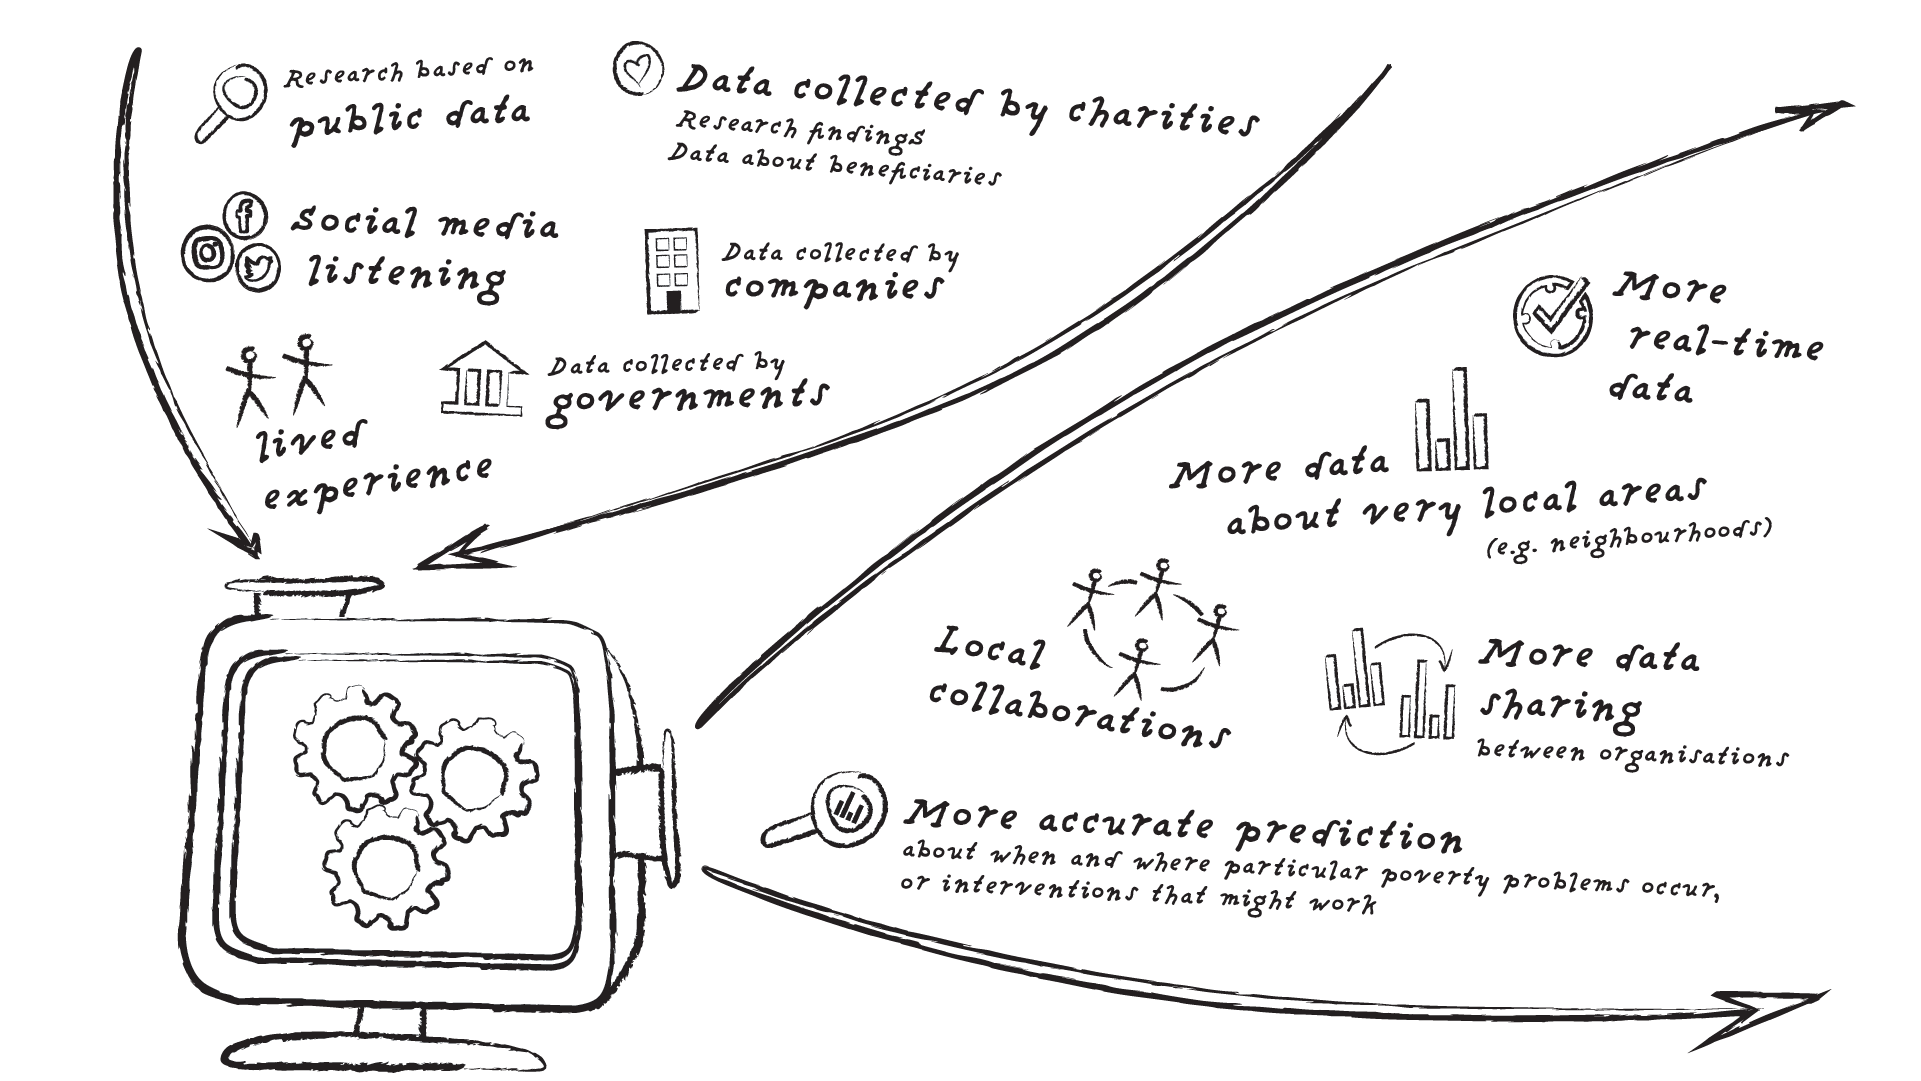 Research based on
public data
Data collected by charities
Research findings
Data about beneficiaries
Social media
listening
Data collected by
companies
Data collected by
governments
lived
experience
More
real-time
data
More data
about very local areas
(e.g. neighbourhoods)
Local
collaborations
More data
sharing
between organisations
More accurate prediction
about when and where particular poverty problems occur,
or interventions that might work